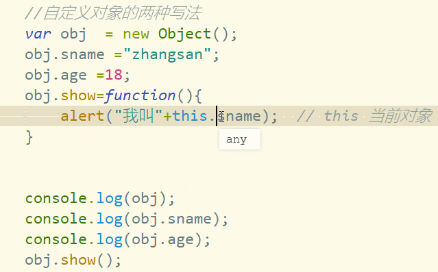 //自定义对象的两种写法
var obj  = new Object();
obj.sname ="zhangsan";
obj.age =18;
obj.show=function(){
    alert("我叫"+this.sname);  // this 当前对象
any
}
console.log(obj);
console.log(obj.sname);
console.log(obj.age);
obj.show();